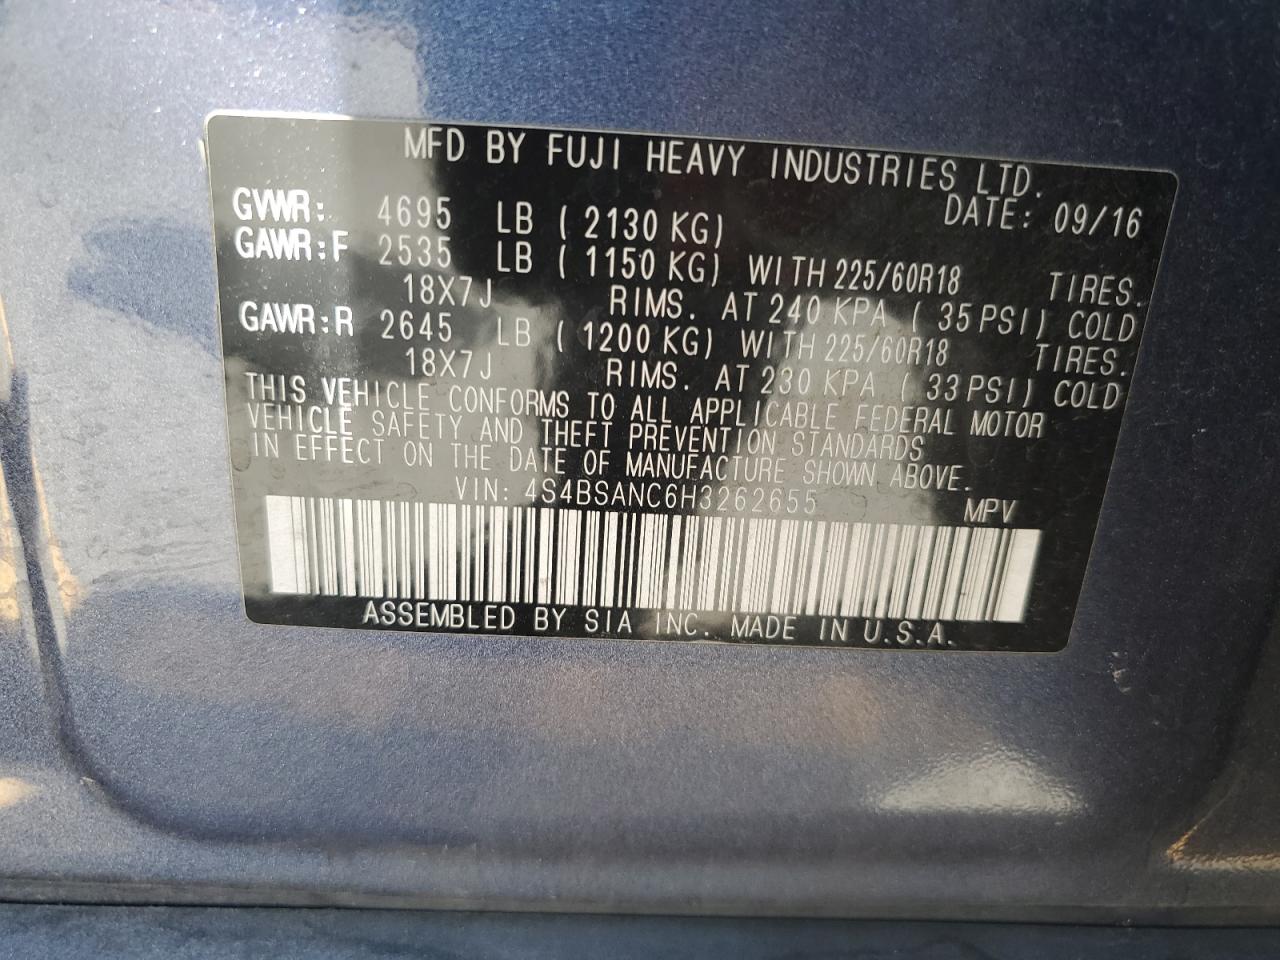 MFD BY FUJI HEAVY INDUSTRIES LTD.
DATE: 09/16
GVWR: 4695 LB ( 2130 KG)
GAWR:F 2535 LB ( 1150 KG) WITH 225/60R18 TIRES.
18X7J RIMS. AT 240 KPA ( 35 PSI) COLD
GAWR:R 2645 LB ( 1200 KG) WITH 225/60R18 TIRES.
18X7J RIMS. AT 230 KPA ( 33 PSI) COLD
THIS VEHICLE CONFORMS TO ALL APPLICABLE FEDERAL MOTOR
VEHICLE SAFETY AND THEFT PREVENTION STANDARDS
IN EFFECT ON THE DATE OF MANUFACTURE SHOWN ABOVE.
VIN: 4S4BSANC6H3262655 MPV
ASSEMBLED BY SIA INC. MADE IN U.S.A.